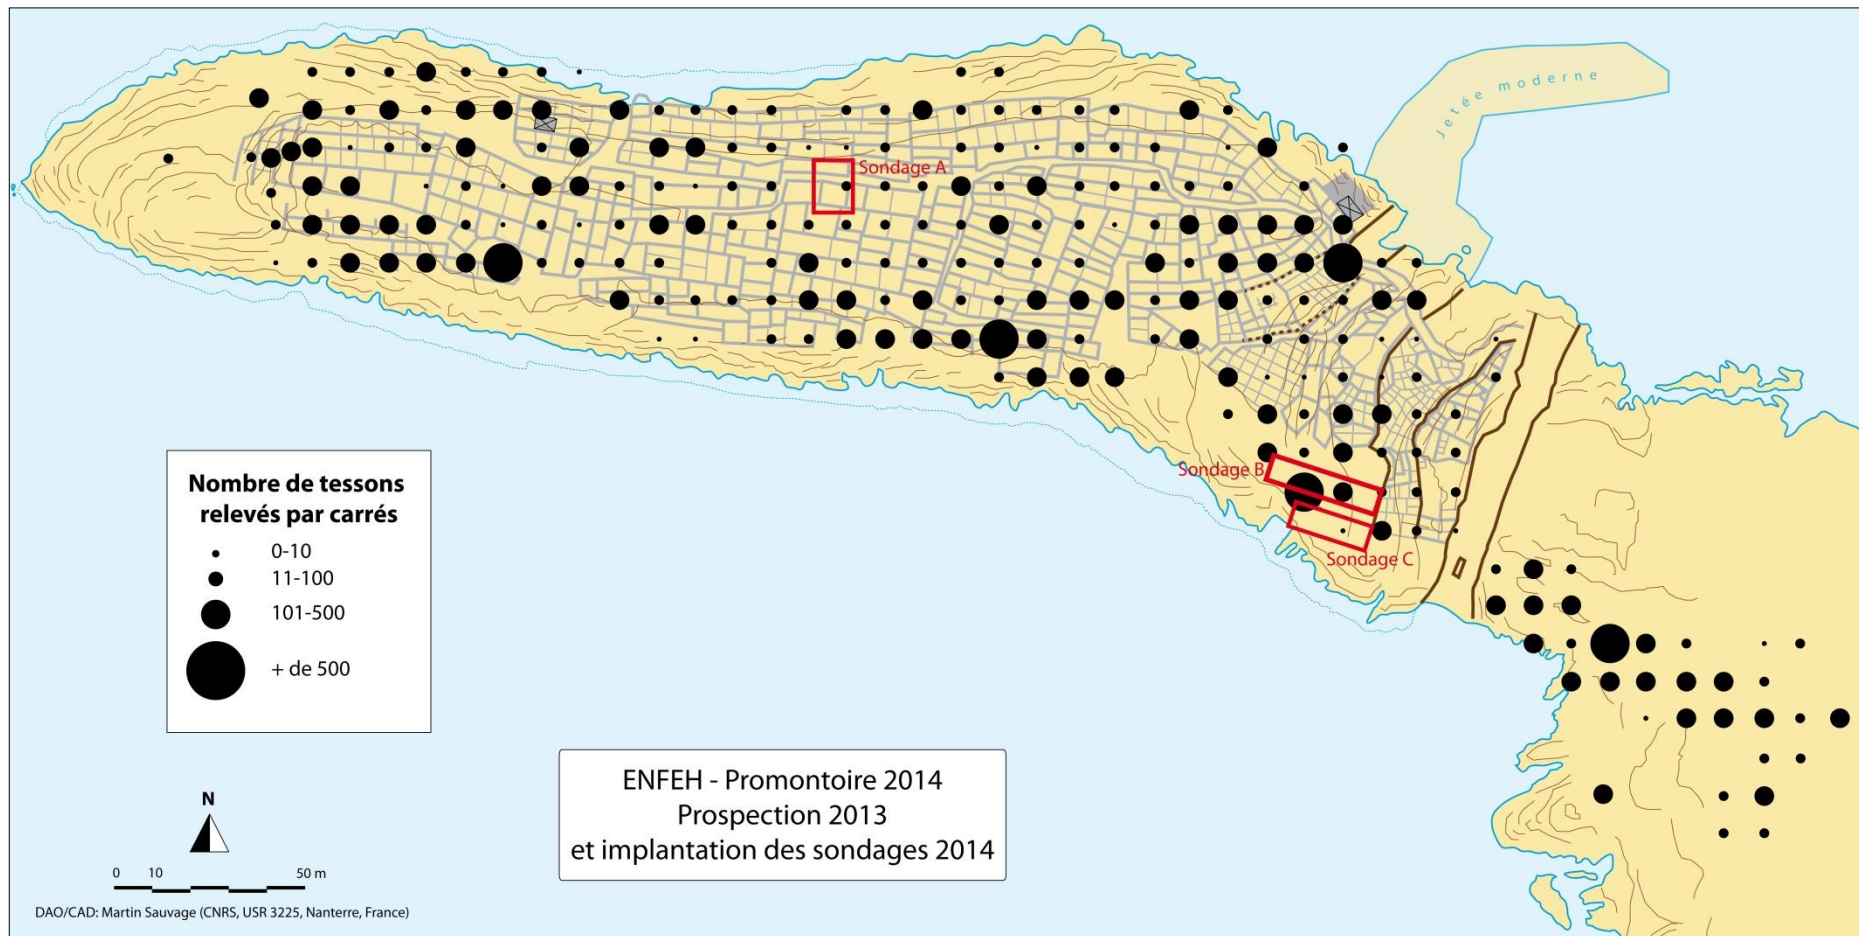 Jetée moderne
Sondage A
Sondage B
Sondage C
Nombre de tessons
relevés par carrés
0-10
11-100
101-500
+ de 500
ENFEH - Promontoire 2014
Prospection 2013
et implantation des sondages 2014
N
0 10 50 m
DAO/CAD: Martin Sauvage (CNRS, USR 3225, Nanterre, France)